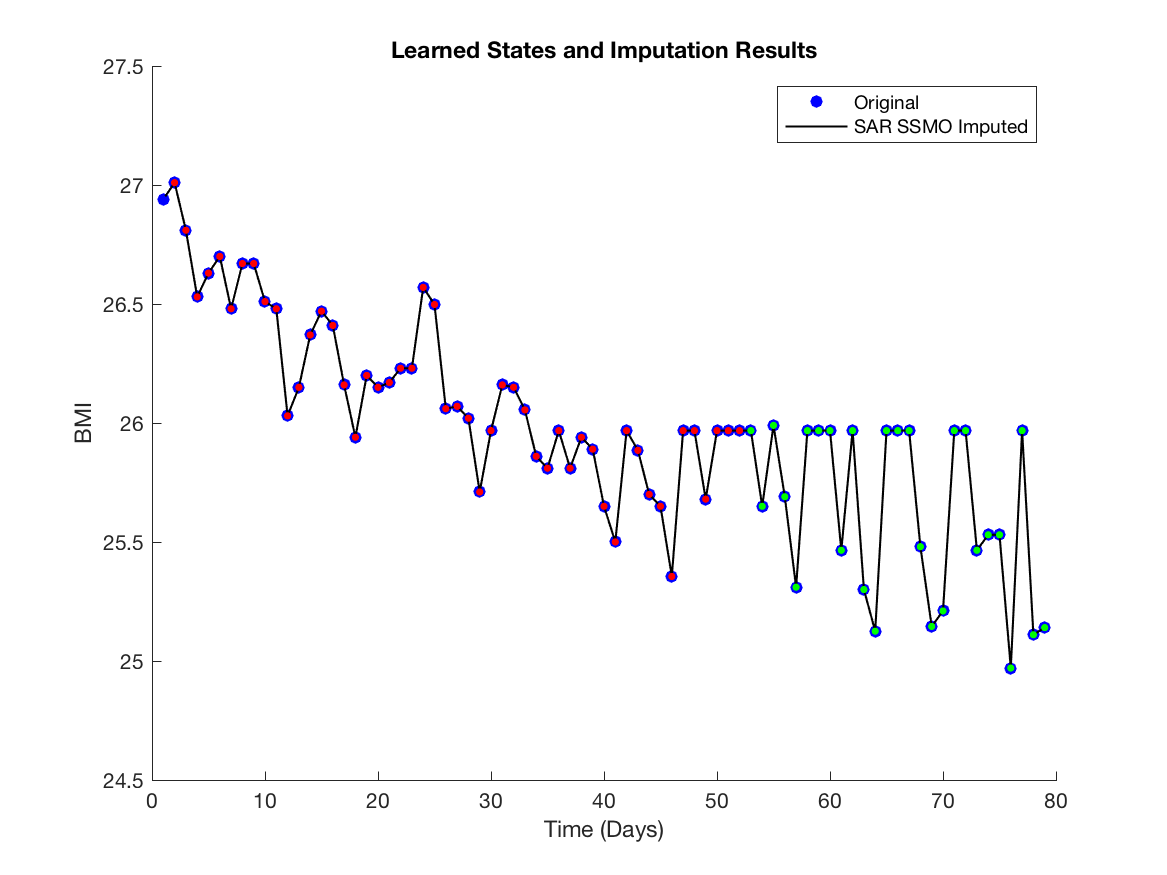 Learned States and Imputation Results
Original
SAR SSMO Imputed
BMI
27.5
27
26.5
26
25.5
25
24.5
0 10 20 30 40 50 60 70 80
Time (Days)